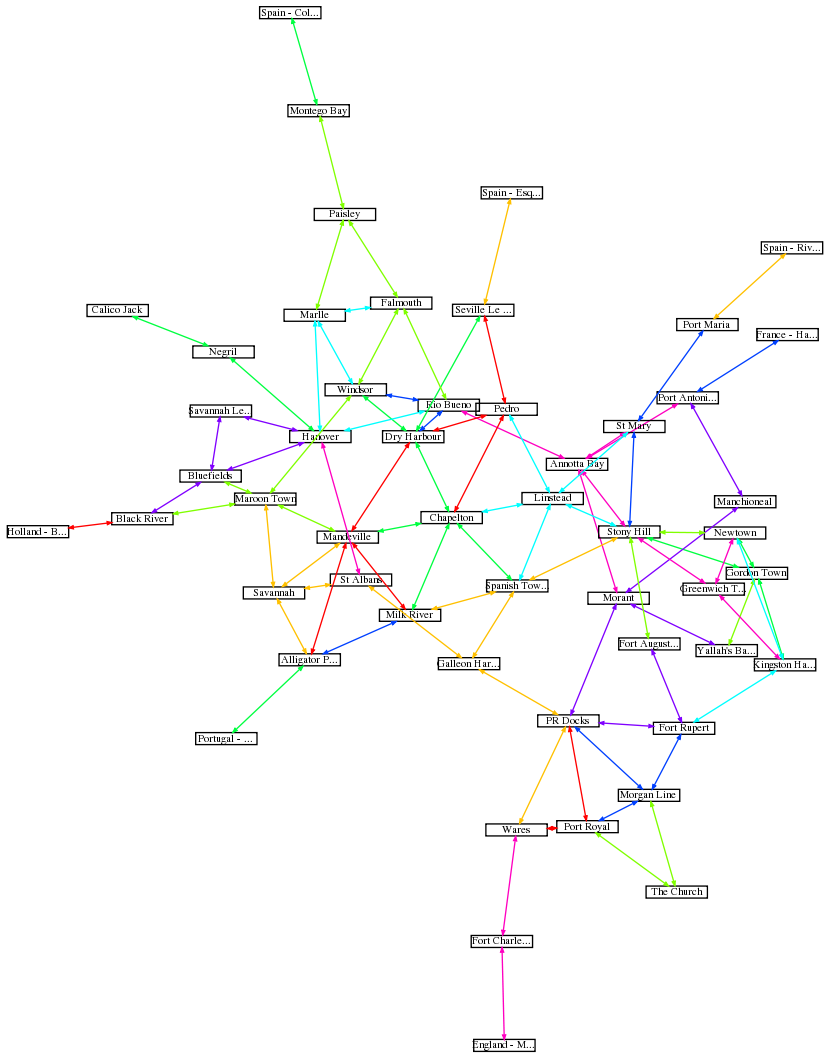 Spain - Col...
Montego Bay
Spain - Esq...
Paisley
Spain - Riv...
Falmouth
Calico Jack
Seville Le ...
Marlle
Port Maria
France - Ha...
Negril
Windsor
Port Antoni...
Rio Bueno
Pedro
Savannah Le...
St Mary
Hanover
Dry Harbour
Annotta Bay
Bluefields
Maroon Town
Linstead
Manchioneal
Black River
Chapelton
Holland - B...
Stony Hill
Newtown
Mandeville
Gordon Town
St Albans
Spanish Tow...
Greenwich T...
Savannah
Morant
Milk River
Fort August...
Yallah's Ba...
Alligator P...
Galleon Har...
Kingston Ha...
PR Docks
Fort Rupert
Portugal - ...
Morgan Line
Port Royal
Wares
The Church
Fort Charle...
England - M...